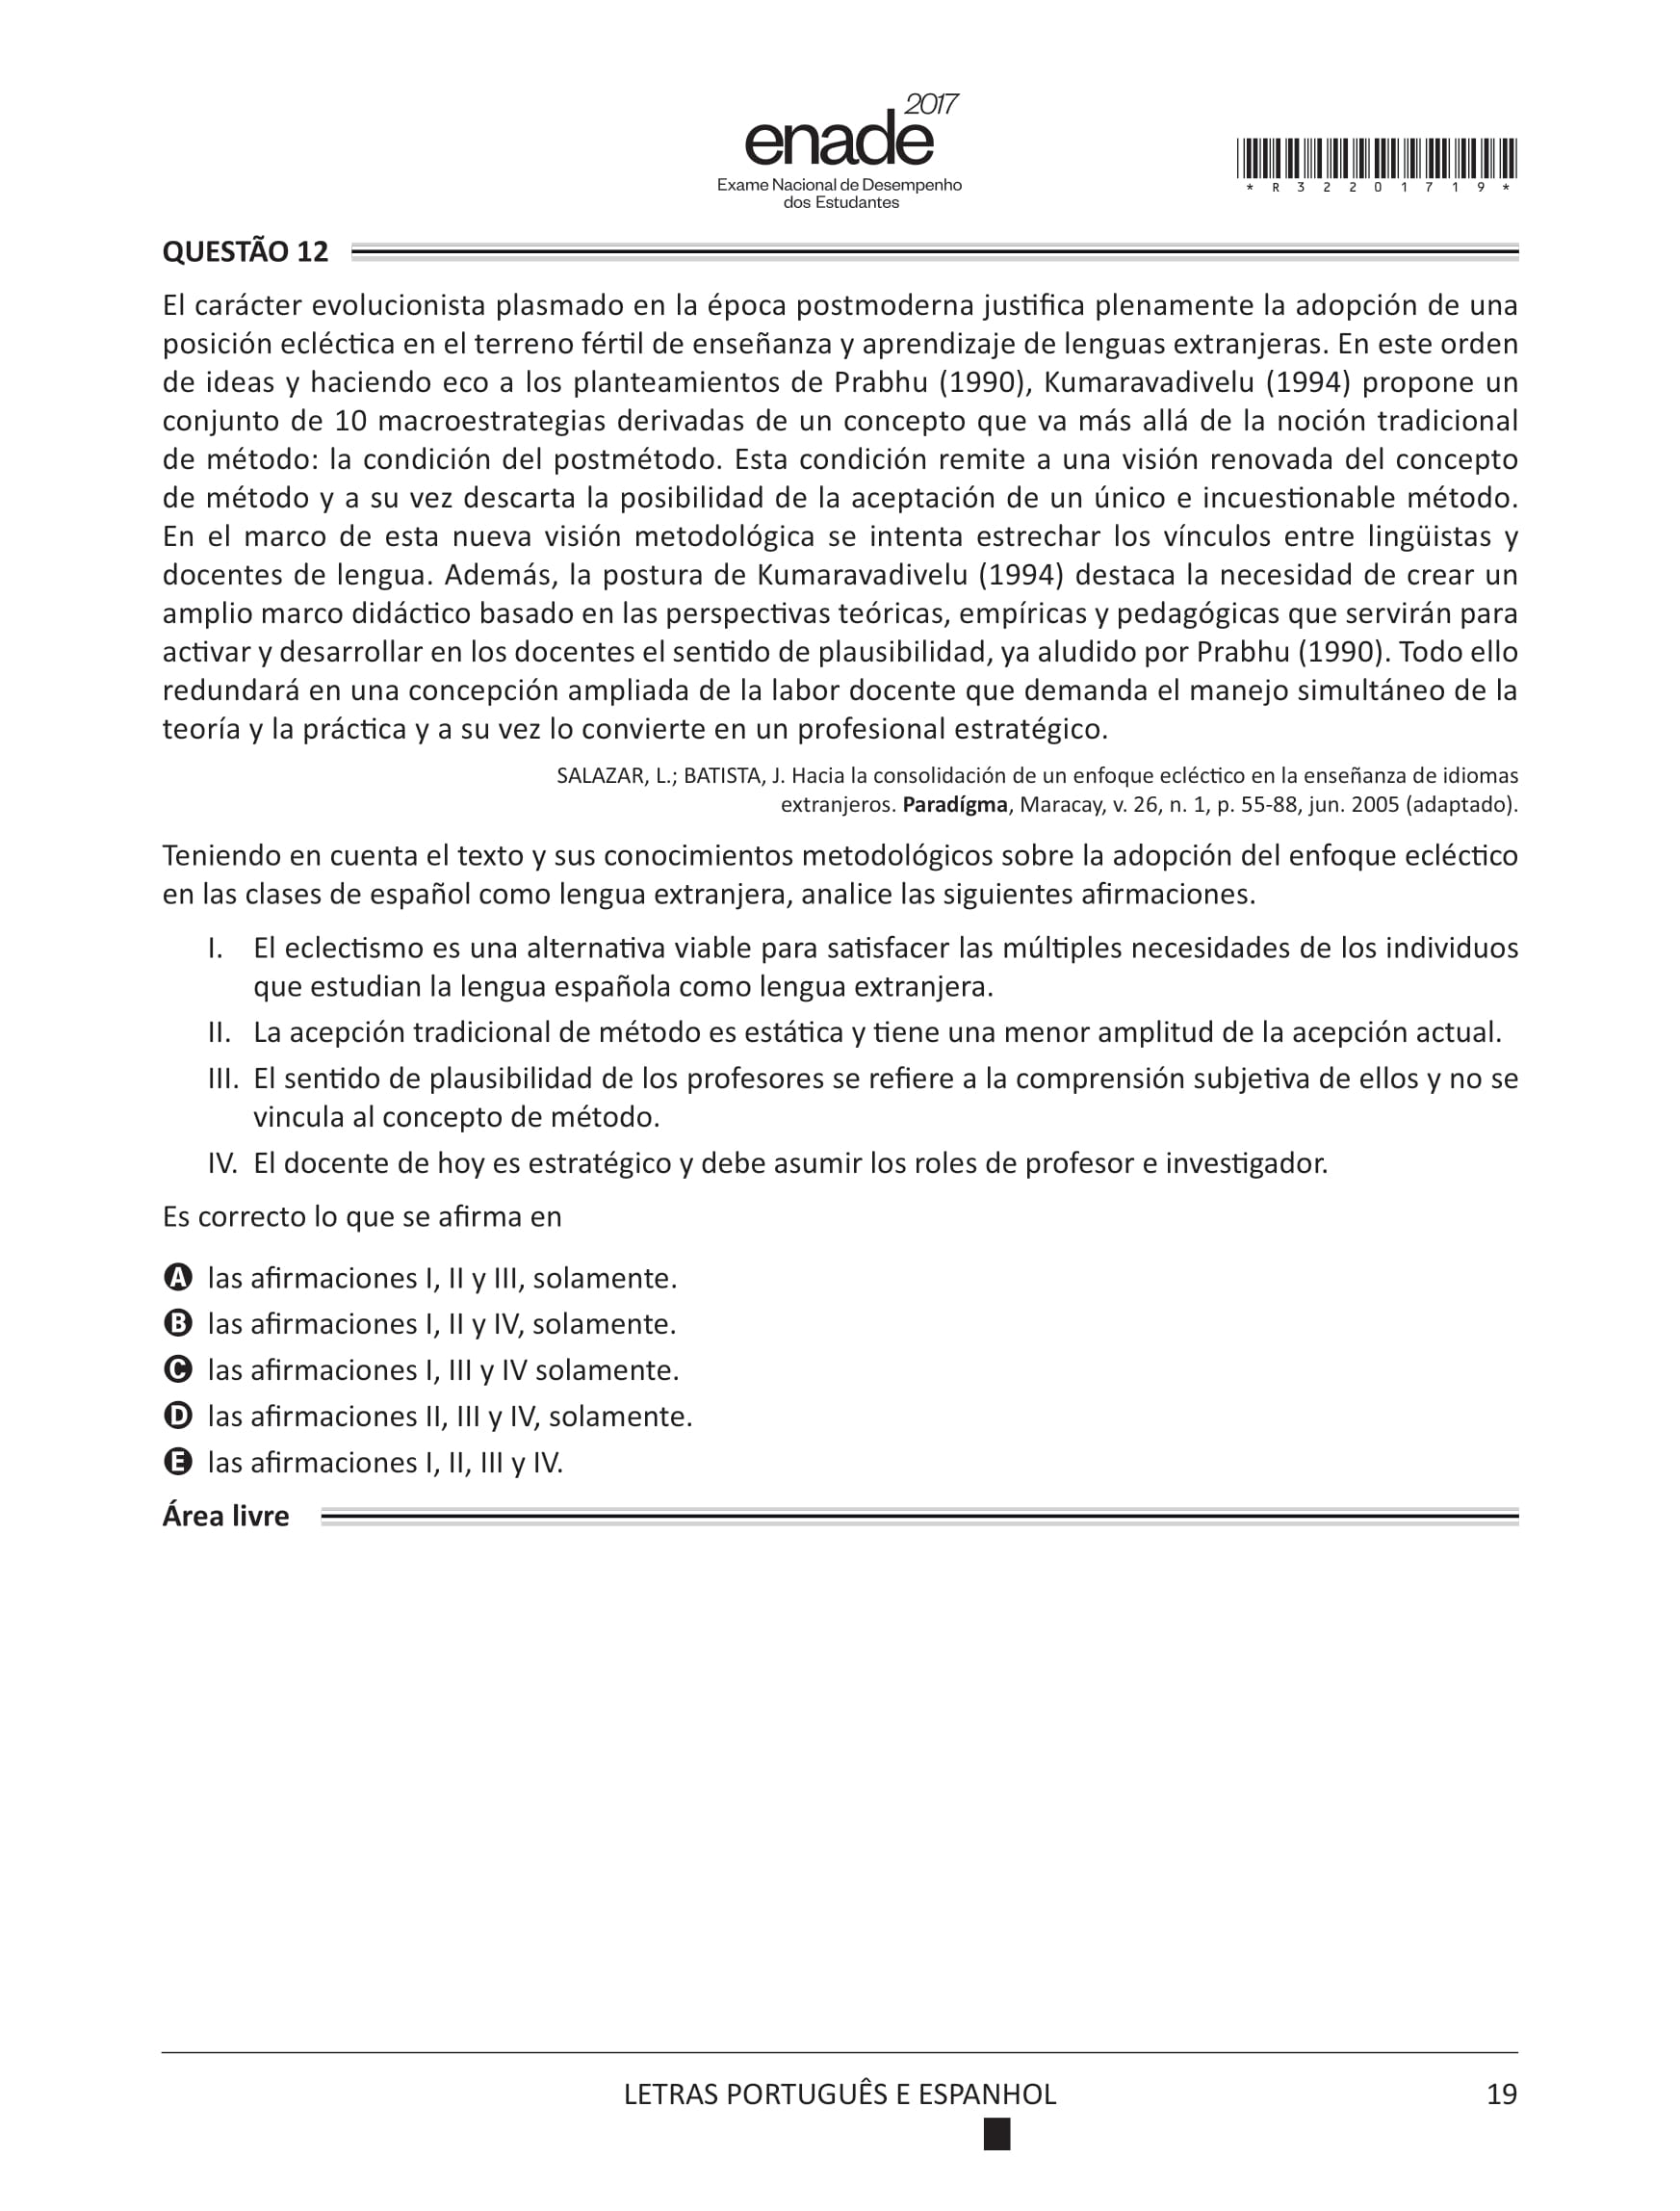 2017
enade
Exame Nacional de Desempenho
dos Estudantes
* R 3 2 2 0 1 7 1 9 *
QUESTÃO 12
El carácter evolucionista plasmado en la época postmoderna justifica plenamente la adopción de una
posición ecléctica en el terreno fértil de enseñanza y aprendizaje de lenguas extranjeras. En este orden
de ideas y haciendo eco a los planteamientos de Prabhu (1990), Kumaravadivelu (1994) propone un
conjunto de 10 macroestrategias derivadas de un concepto que va más allá de la noción tradicional
de método: la condición del postmétodo. Esta condición remite a una visión renovada del concepto
de método y a su vez descarta la posibilidad de la aceptación de un único e incuestionable método.
En el marco de esta nueva visión metodológica se intenta estrechar los vínculos entre lingüistas y
docentes de lengua. Además, la postura de Kumaravadivelu (1994) destaca la necesidad de crear un
amplio marco didáctico basado en las perspectivas teóricas, empíricas y pedagógicas que servirán para
activar y desarrollar en los docentes el sentido de plausibilidad, ya aludido por Prabhu (1990). Todo ello
redundará en una concepción ampliada de la labor docente que demanda el manejo simultáneo de la
teoría y la práctica y a su vez lo convierte en un profesional estratégico.
SALAZAR, L.; BATISTA, J. Hacia la consolidación de un enfoque ecléctico en la enseñanza de idiomas
extranjeros. Paradígma, Maracay, v. 26, n. 1, p. 55-88, jun. 2005 (adaptado).
Teniendo en cuenta el texto y sus conocimientos metodológicos sobre la adopción del enfoque ecléctico
en las clases de español como lengua extranjera, analice las siguientes afirmaciones.
I. El eclectismo es una alternativa viable para satisfacer las múltiples necesidades de los individuos
que estudian la lengua española como lengua extranjera.
II. La acepción tradicional de método es estática y tiene una menor amplitud de la acepción actual.
III. El sentido de plausibilidad de los profesores se refiere a la comprensión subjetiva de ellos y no se
vincula al concepto de método.
IV. El docente de hoy es estratégico y debe asumir los roles de profesor e investigador.
Es correcto lo que se afirma en
A las afirmaciones I, II y III, solamente.
B las afirmaciones I, II y IV, solamente.
C las afirmaciones I, III y IV solamente.
D las afirmaciones II, III y IV, solamente.
E las afirmaciones I, II, III y IV.
Área livre
LETRAS PORTUGUÊS E ESPANHOL
19